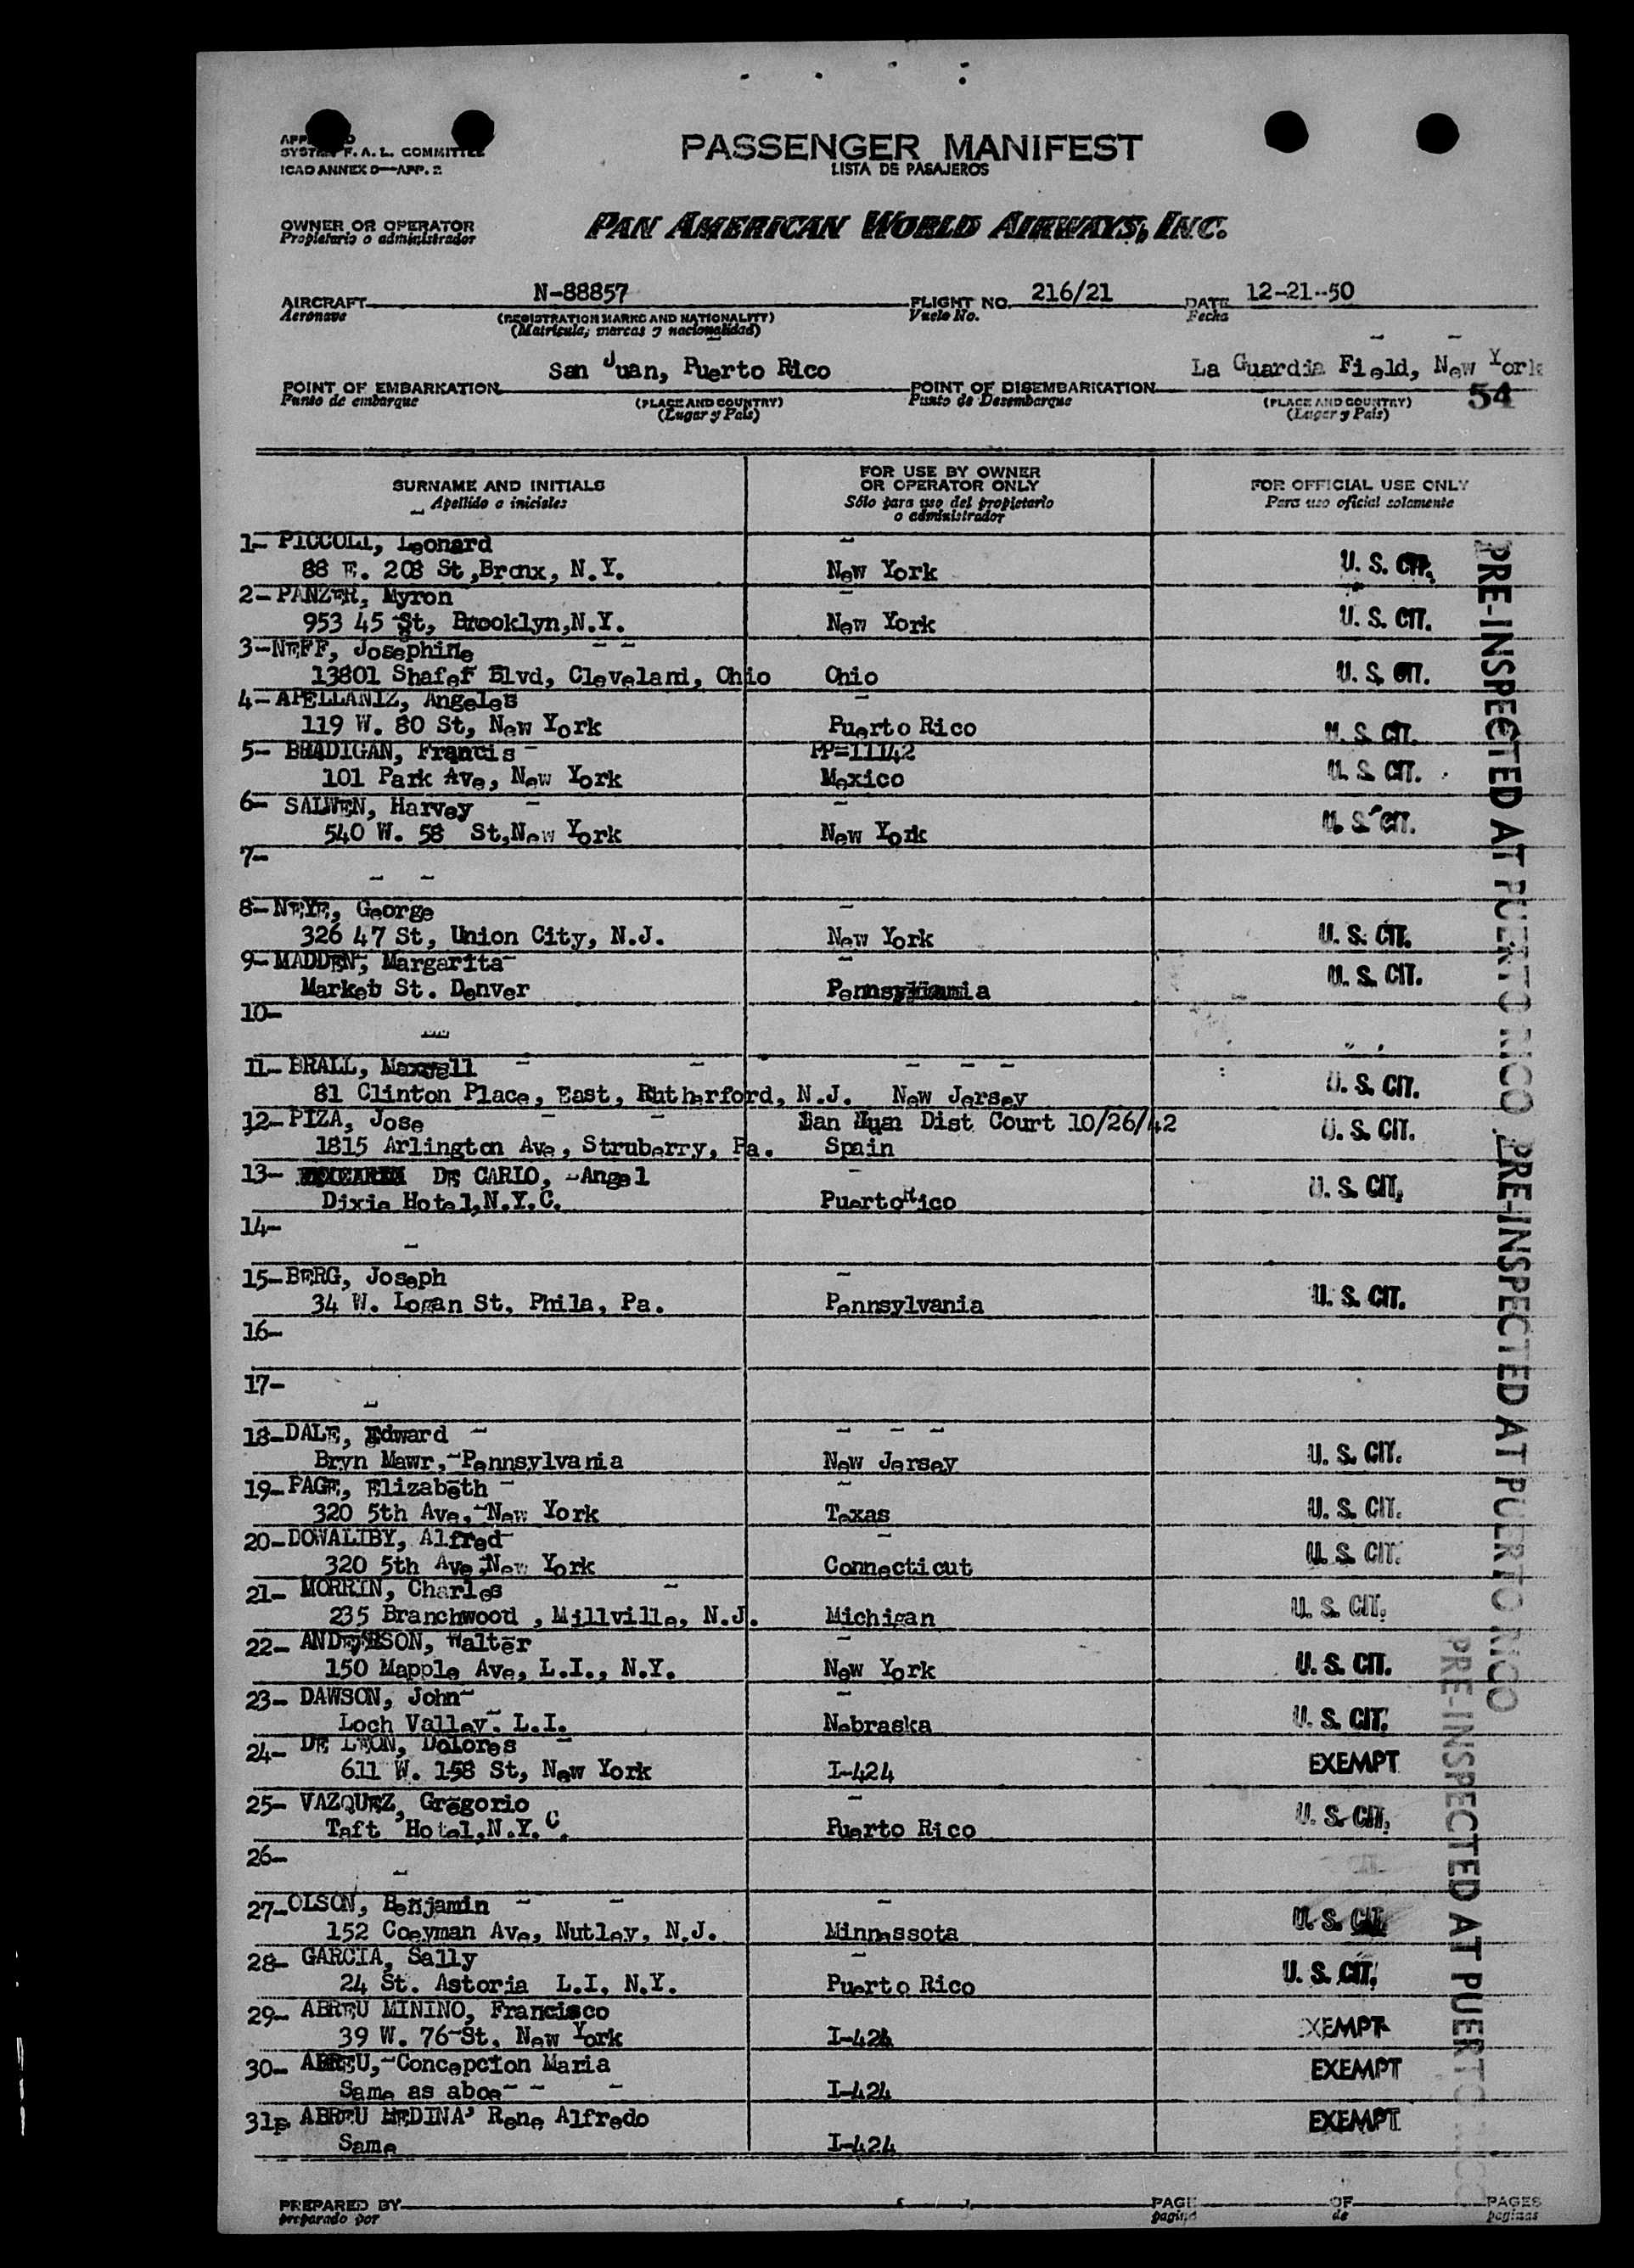 PASSENGER MANIFEST
LISTA DE PASAJEROS
SYSTEM F. A. L. COMMITTEE
ICAO ANNEX 9—APP. 2
OWNER OR OPERATOR
Propietario o administrador
PAN AMERICAN WORLD AIRWAYS, INC.
AIRCRAFT N-88857 FLIGHT NO. 216/21 DATE 12-21-50
Aeronave (REGISTRATION MARKS AND NATIONALITY) Vuelo No. Fecha
(Matricula, marcas y nacionalidad)
POINT OF EMBARKATION San Juan, Puerto Rico POINT OF DISEMBARKATION La Guardia Field, New York
Punto de embarque (PLACE AND COUNTRY) Punto de Desembarque (PLACE AND COUNTRY) 54
(Lugar y País) (Lugar y País)
SURNAME AND INITIALS FOR USE BY OWNER OR OPERATOR ONLY FOR OFFICIAL USE ONLY
Apellido o iniciales Sólo para uso del propietario o administrador Para uso oficial solamente
1- PICCOLI, Leonard -
88 E. 208 St,Bronx, N.Y. New York U. S. CIT.
2- PANZER, Myron -
953 45 St, Brooklyn,N.Y. New York U. S. CIT.
3-NEFF, Josephine
13801 Shafer Blvd, Cleveland, Ohio Ohio U. S. CIT.
4- APELLANIZ, Angeles -
119 W. 80 St, New York Puerto Rico U. S. CIT.
5- BRADIGAN, Francis PP=11142
101 Park Ave, New York Mexico U. S. CIT.
6- SALWEN, Harvey -
540 W. 58 St,New York New York U. S. CIT.
7-
8- NEYE, George -
326 47 St, Union City, N.J. New York U. S. CIT.
9- MADDEN, Margarita -
Market St. Denver Pennsylvania U. S. CIT.
10-
11- BRALL, Maxwell - - - - -
81 Clinton Place, East, Rutherford, N.J. New Jersey U. S. CIT.
12- PIZA, Jose San Juan Dist Court 10/26/42
1815 Arlington Ave, Struberry, Pa. Spain U. S. CIT.
13- DE CARLO, -Angel -
Dixie Hotel,N.Y.C. Puerto Rico U. S. CIT.
14-
15- BERG, Joseph -
34 W. Logan St, Phila, Pa. Pennsylvania U. S. CIT.
16-
17-
18- DALE, Edward - - - -
Bryn Mawr,-Pennsylvania New Jersey U. S. CIT.
19- PAGE, Elizabeth - -
320 5th Ave,-New York Texas U. S. CIT.
20- DOWALIBY, Alfred -
320 5th Ave,New York Connecticut U. S. CIT.
21- MORRIN, Charles -
235 Branchwood , Millville, N.J. Michigan U. S. CIT.
22- ANDERSON, Walter -
150 Mapple Ave, L.I., N.Y. New York U. S. CIT.
23- DAWSON, John -
Loch Valley. L.I. Nebraska U. S. CIT.
24- DE LEON, Dolores -
611 W. 158 St, New York I-424 EXEMPT
25- VAZQUEZ, Gregorio -
Taft Hotel,N.Y.C. Puerto Rico U. S. CIT.
26-
27- OLSON, Benjamin - - -
152 Coeyman Ave, Nutley, N.J. Minnessota U. S. CIT.
28- GARCIA, Sally -
24 St. Astoria L.I, N.Y. Puerto Rico U. S. CIT.
29- ABREU MININO, Francisco
39 W. 76-St, New York I-424 EXEMPT
30- ABREU,-Concepcion Maria
Same as aboe- - - I-424 EXEMPT
31- ABREU MEDINA, Rene Alfredo
Same I-424 EXEMPT
PRE-INSPECTED AT PUERTO RICO
PRE-INSPECTED AT PUERTO RICO
PRE-INSPECTED AT PUERTO RICO
PREPARED BY PAGE OF PAGES
preparado por pagina de paginas